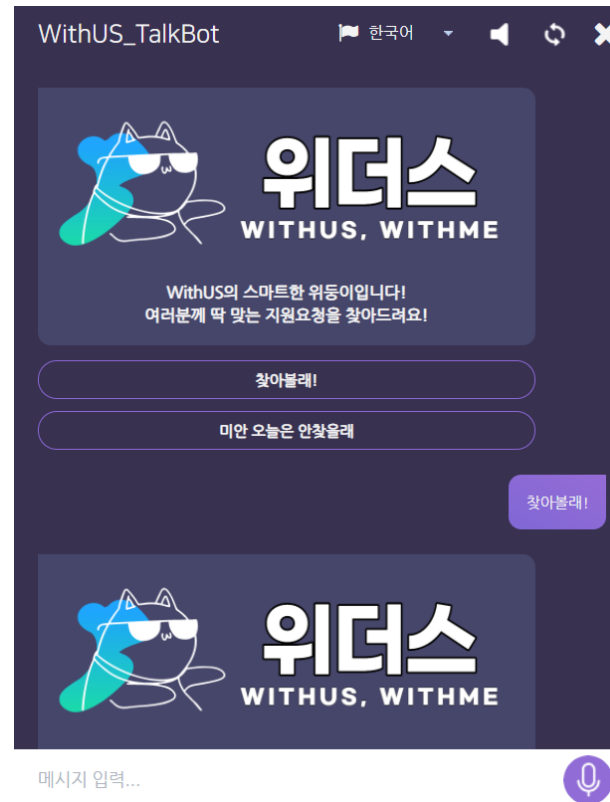 WithUS_TalkBot
한국어
위더스
WITHUS, WITHME
WithUS의 스마트한 위둥이입니다!
여러분께 딱 맞는 지원요청을 찾아드려요!
찾아볼래!
미안 오늘은 안찾을래
찾아볼래!
위더스
WITHUS, WITHME
메시지 입력...